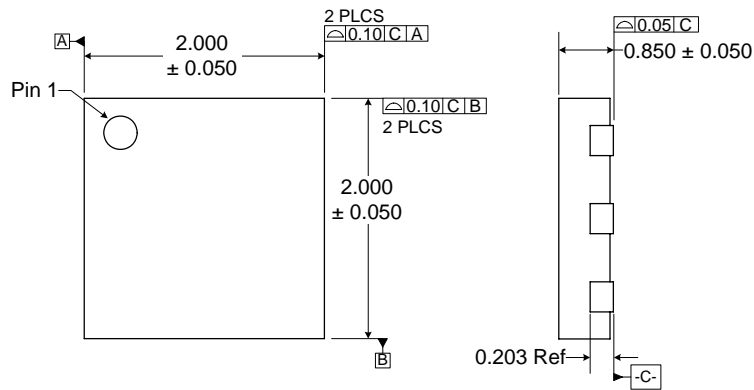 2 PLCS
A
2.000
± 0.050
⌓ 0.10 C A
⌓ 0.05 C
0.850 ± 0.050
Pin 1
⌓ 0.10 C B
2 PLCS
2.000
± 0.050
B
0.203 Ref
-C-